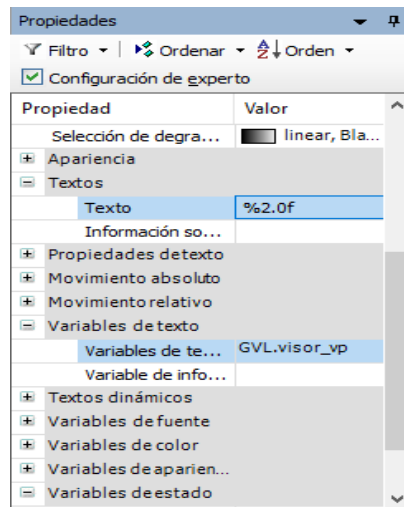 Propiedades
Filtro Ordenar Orden
Configuración de experto
Propiedad Valor
Selección de degra... linear, Bla...
Apariencia
Textos
Texto %2.0f
Información so...
Propiedades de texto
Movimiento absoluto
Movimiento relativo
Variables de texto
Variables de te... GVL.visor_vp
Variable de info...
Textos dinámicos
Variables de fuente
Variables de color
Variables de aparien...
Variables de estado